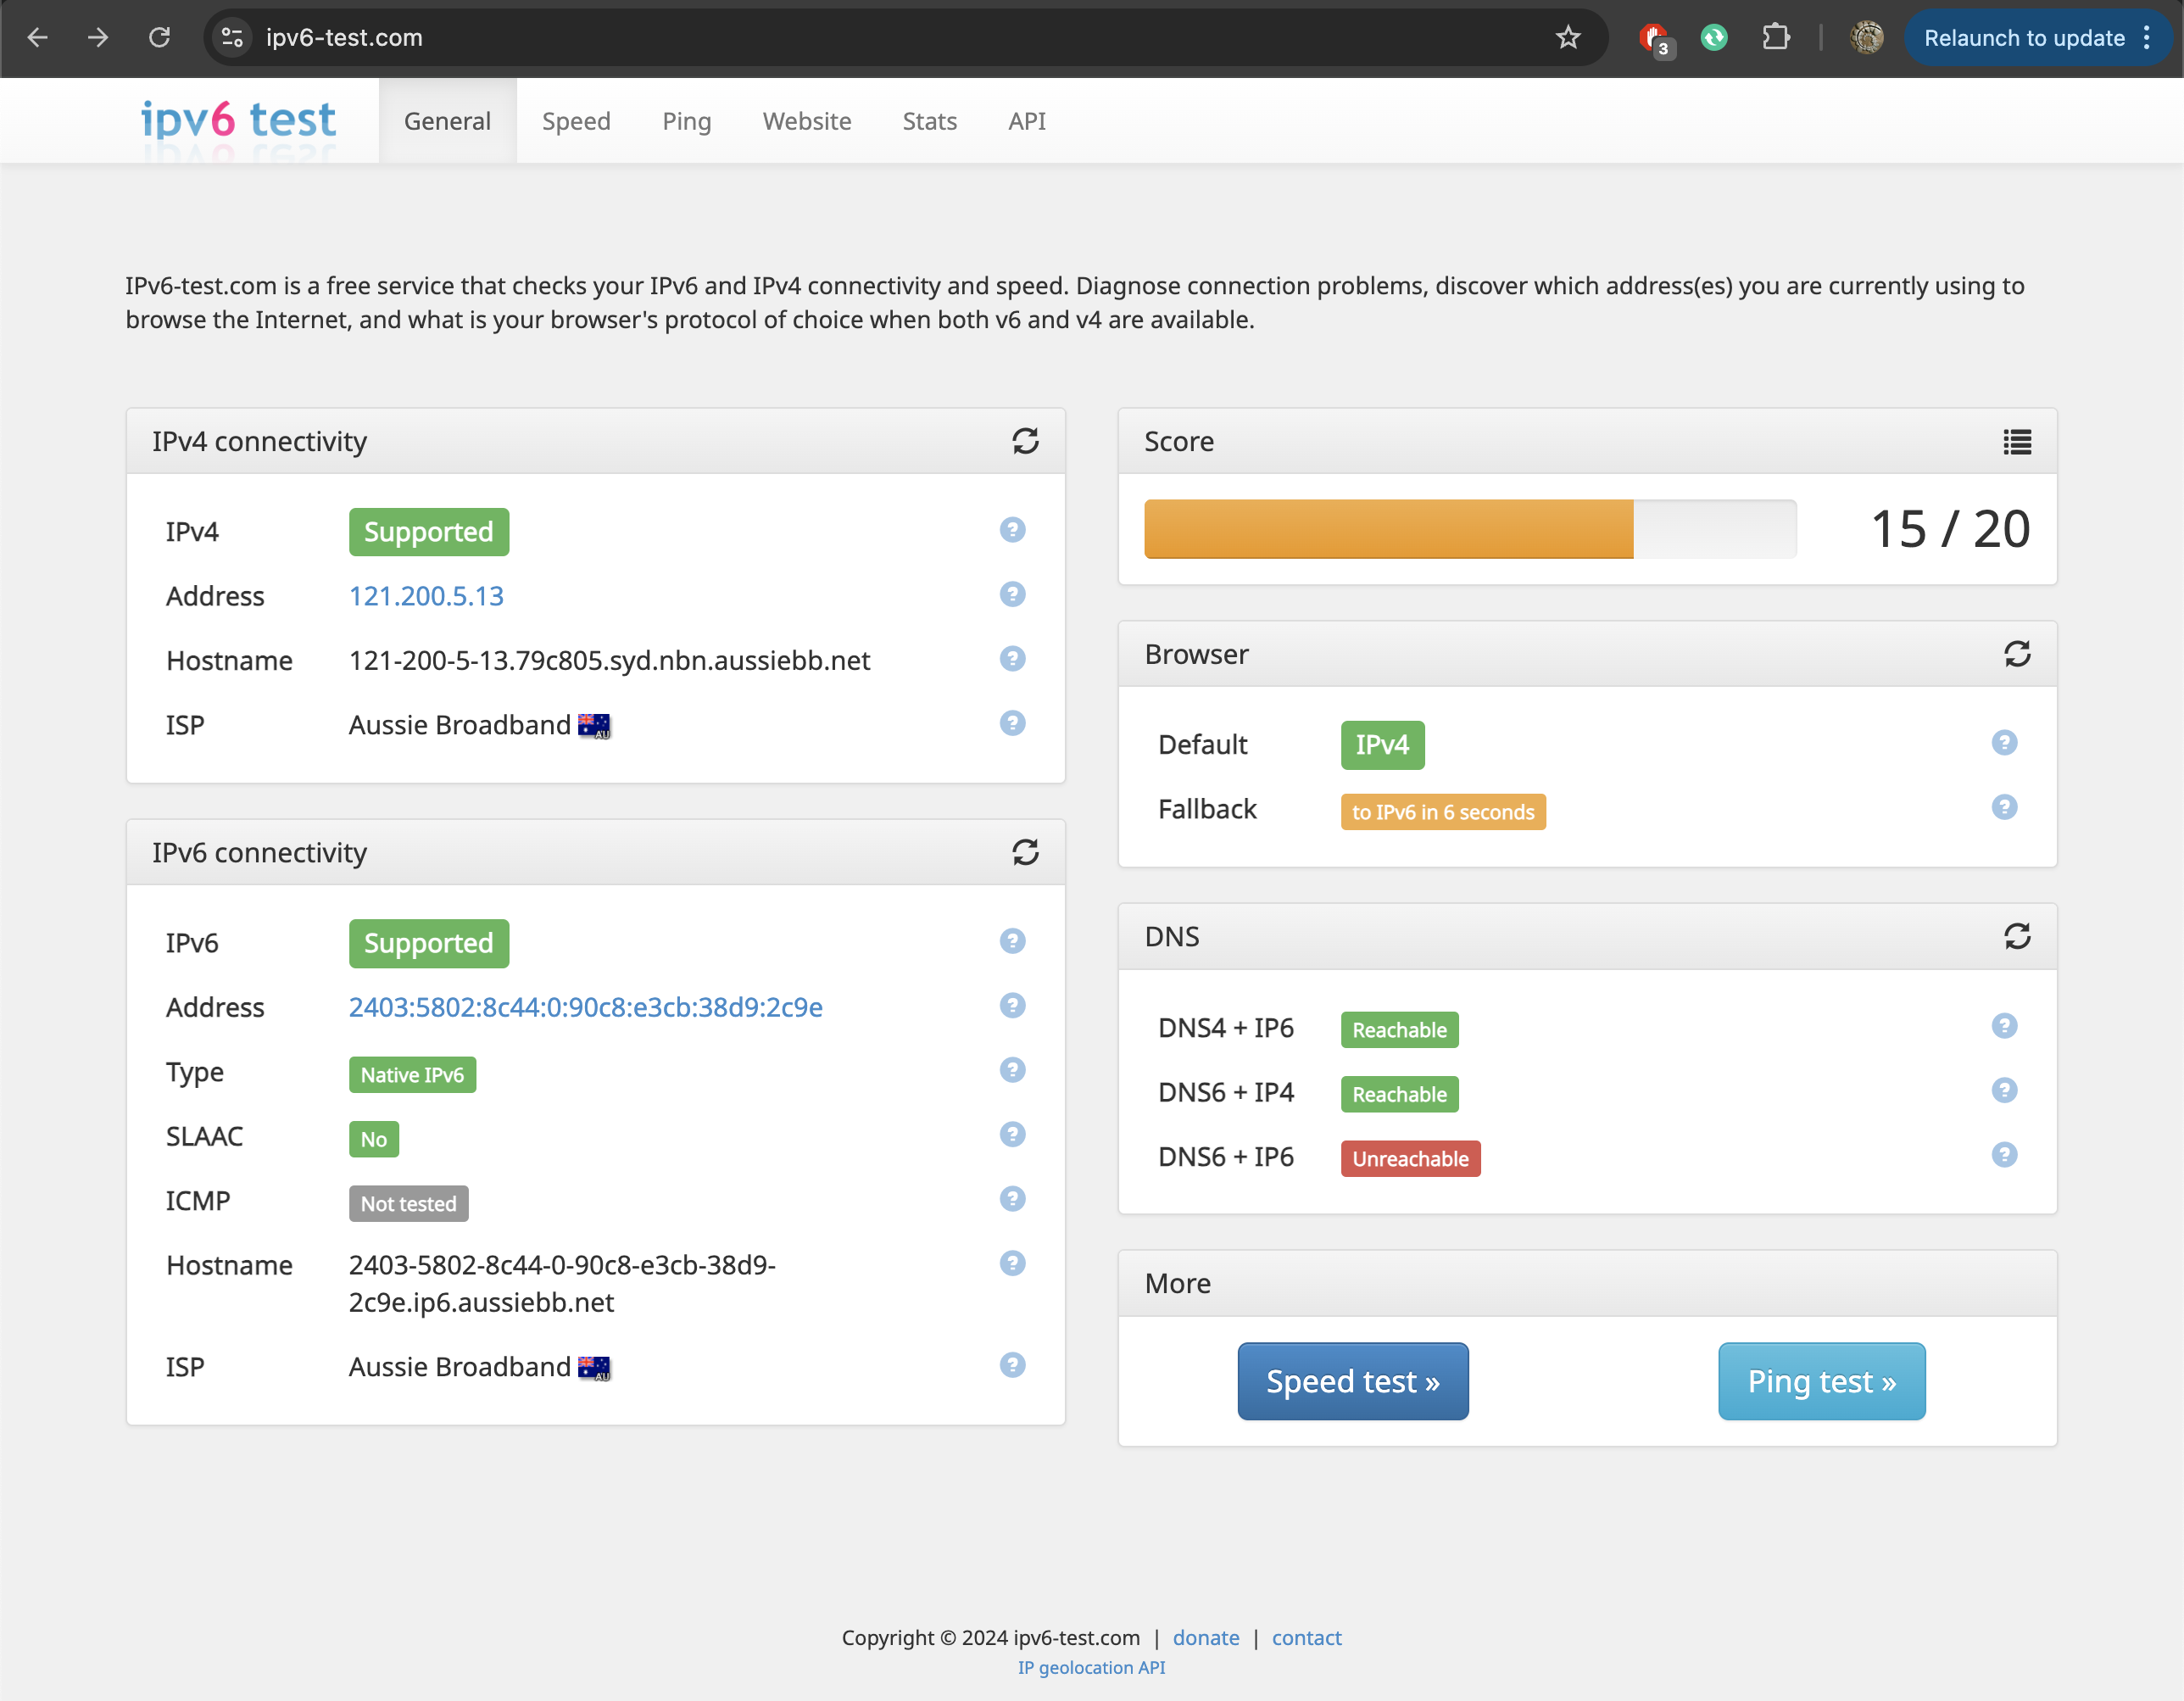 ipv6-test.com
3
Relaunch to update
ipv6 test
General
Speed
Ping
Website
Stats
API
IPv6-test.com is a free service that checks your IPv6 and IPv4 connectivity and speed. Diagnose connection problems, discover which address(es) you are currently using to
browse the Internet, and what is your browser's protocol of choice when both v6 and v4 are available.
IPv4 connectivity
IPv4 Supported ?
Address 121.200.5.13 ?
Hostname 121-200-5-13.79c805.syd.nbn.aussiebb.net ?
ISP Aussie Broadband AU ?
IPv6 connectivity
IPv6 Supported ?
Address 2403:5802:8c44:0:90c8:e3cb:38d9:2c9e ?
Type Native IPv6 ?
SLAAC No ?
ICMP Not tested ?
Hostname 2403-5802-8c44-0-90c8-e3cb-38d9- ?
2c9e.ip6.aussiebb.net
ISP Aussie Broadband AU ?
Score
15 / 20
Browser
Default IPv4 ?
Fallback to IPv6 in 6 seconds ?
DNS
DNS4 + IP6 Reachable ?
DNS6 + IP4 Reachable ?
DNS6 + IP6 Unreachable ?
More
Speed test »
Ping test »
Copyright © 2024 ipv6-test.com | donate | contact
IP geolocation API